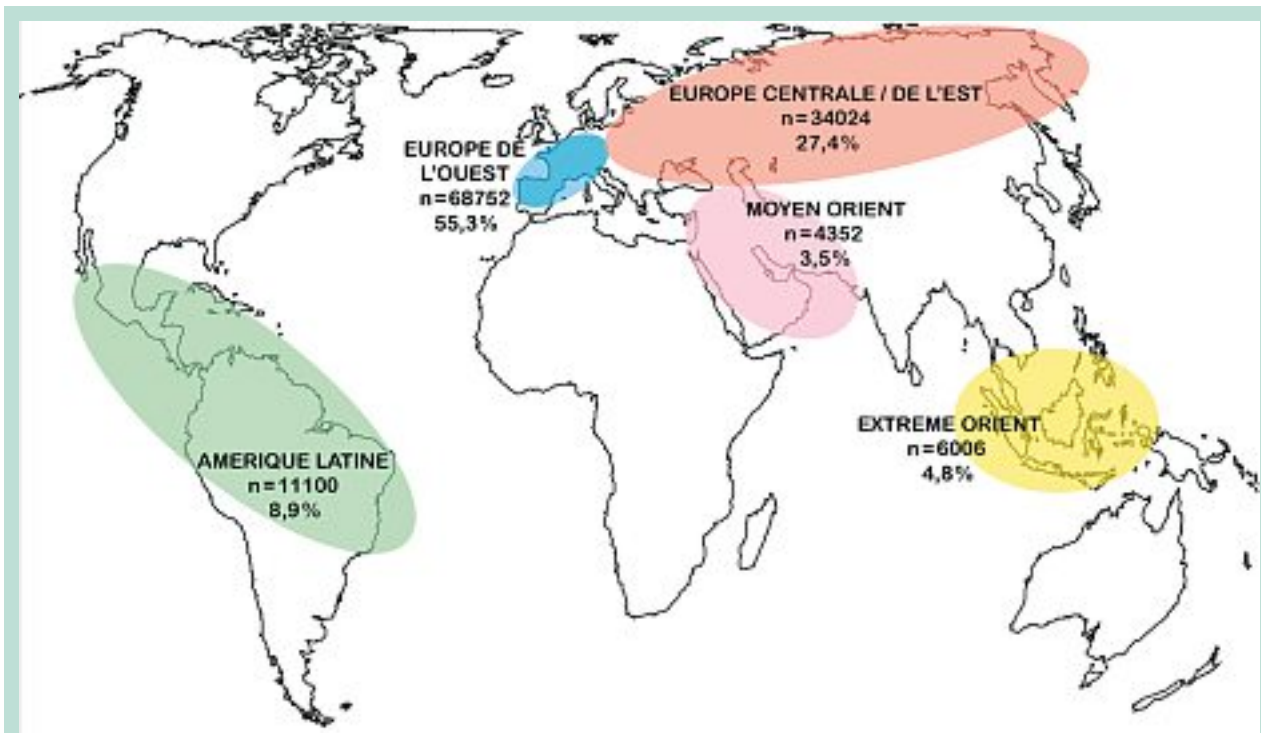 EUROPE CENTRALE / DE L'EST
n=34024
27,4%
EUROPE DE
L'OUEST
n=68752
55,3%
MOYEN ORIENT
n=4352
3,5%
EXTREME ORIENT
n=6006
4,8%
AMERIQUE LATINE
n=11100
8,9%